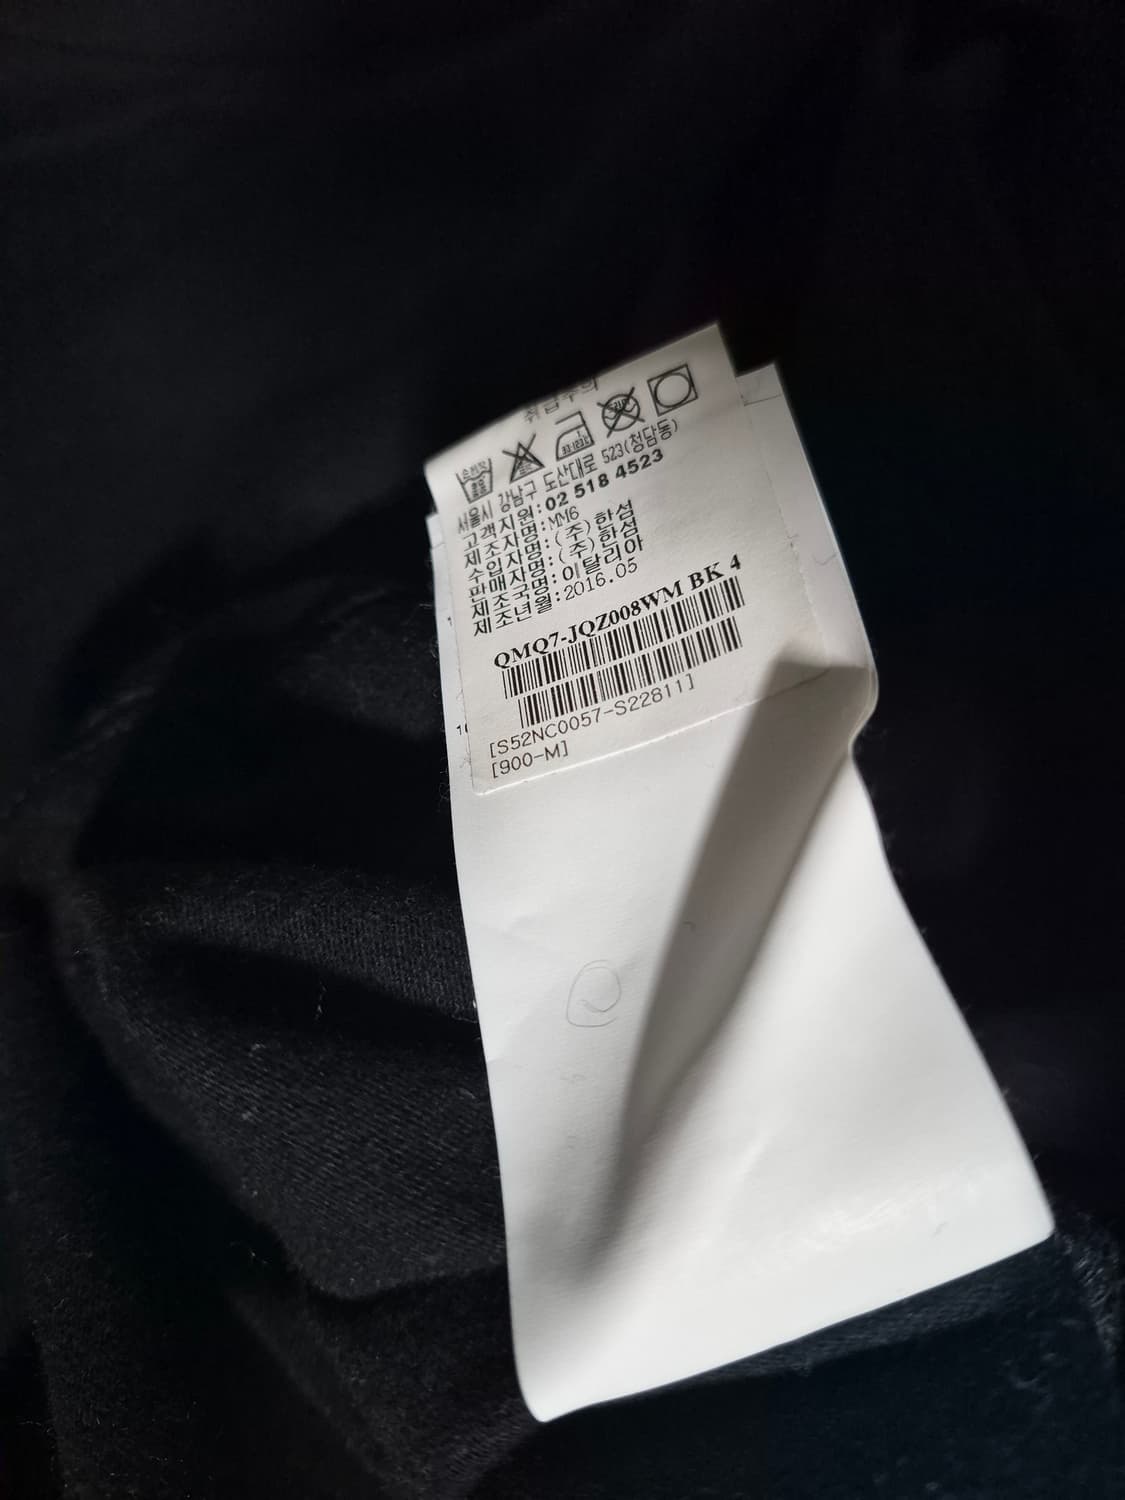 취급주의
서울시 강남구 도산대로 523(청담동)
고객지원:02 518 4523
제조자명:MM6
수입자명:(주)한섬
판매자명:(주)한섬
제조국명:이탈리아
제조년월:2016.05
QMQ7-JQZ008WM BK 4
[S52NC0057-S22811]
[900-M]